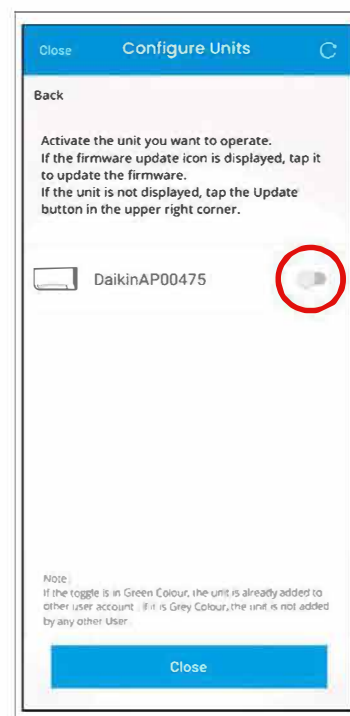 Close Configure Units
Back
Activate the unit you want to operate.
If the firmware update icon is displayed, tap it
to update the firmware.
If the unit is not displayed, tap the Update
button in the upper right corner.
DaikinAP00475
Note
If the toggle is in Green Colour, the unit is already added to
other user account. If it is Grey Colour, the unit is not added
by any other User
Close